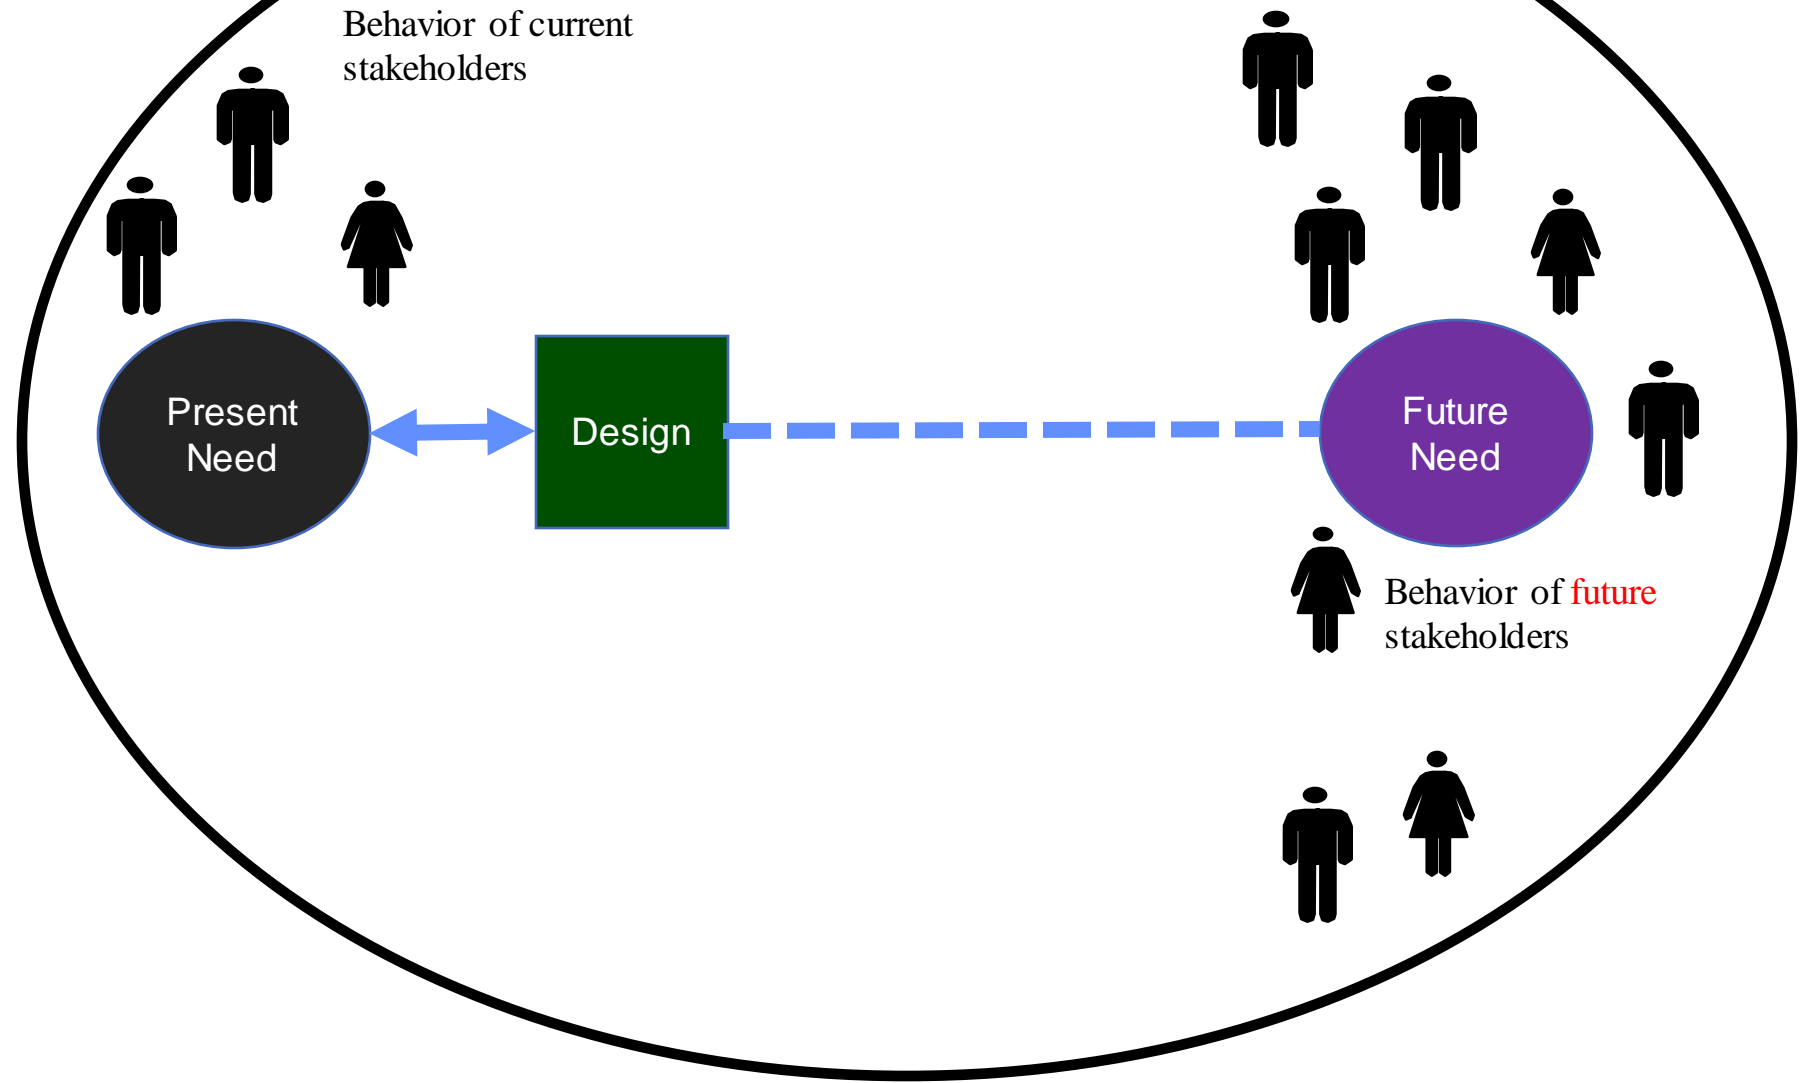 Behavior of current
stakeholders
Present
Need
Design
Future
Need
Behavior of future
stakeholders